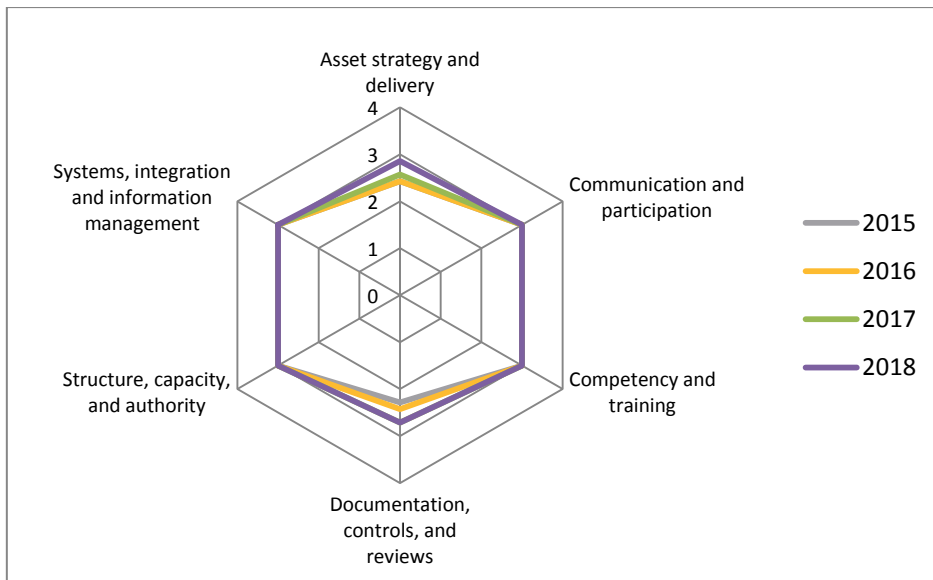 Asset strategy and
delivery
4
3
2
1
0
Systems, integration
and information
management
Communication and
participation
Structure, capacity,
and authority
Competency and
training
Documentation,
controls, and
reviews
2015
2016
2017
2018